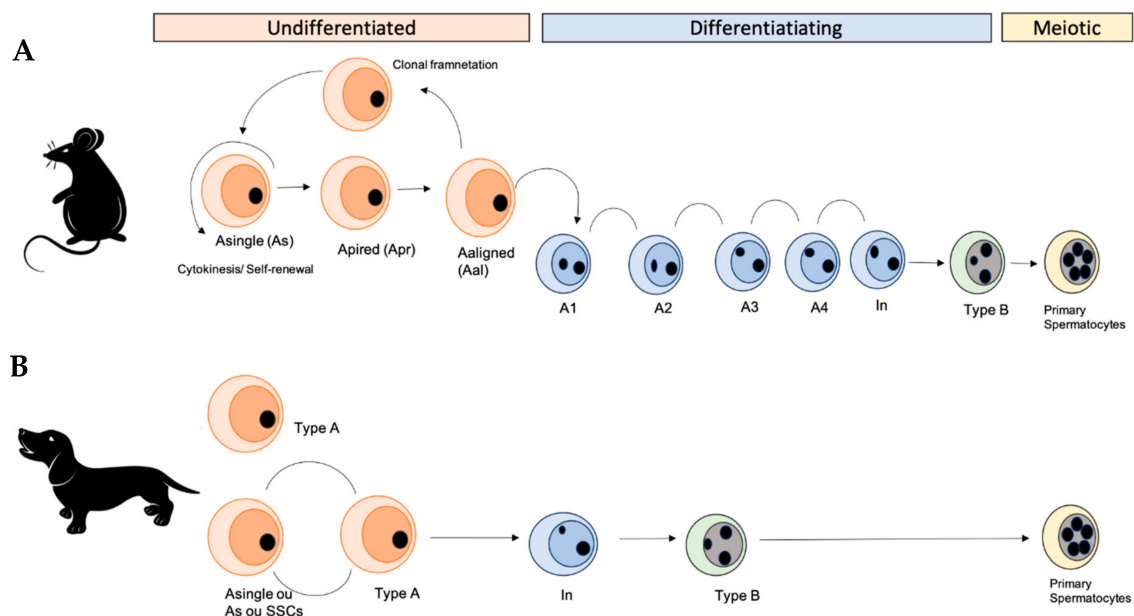 Undifferentiated
Differentiatiating
Meiotic
A
Clonal framnetation
Asingle (As)
Cytokinesis/ Self-renewal
Apired (Apr)
Aaligned
(Aal)
A1
A2
A3
A4
In
Type B
Primary
Spermatocytes
B
Type A
Asingle ou
As ou SSCs
Type A
In
Type B
Primary
Spermatocytes